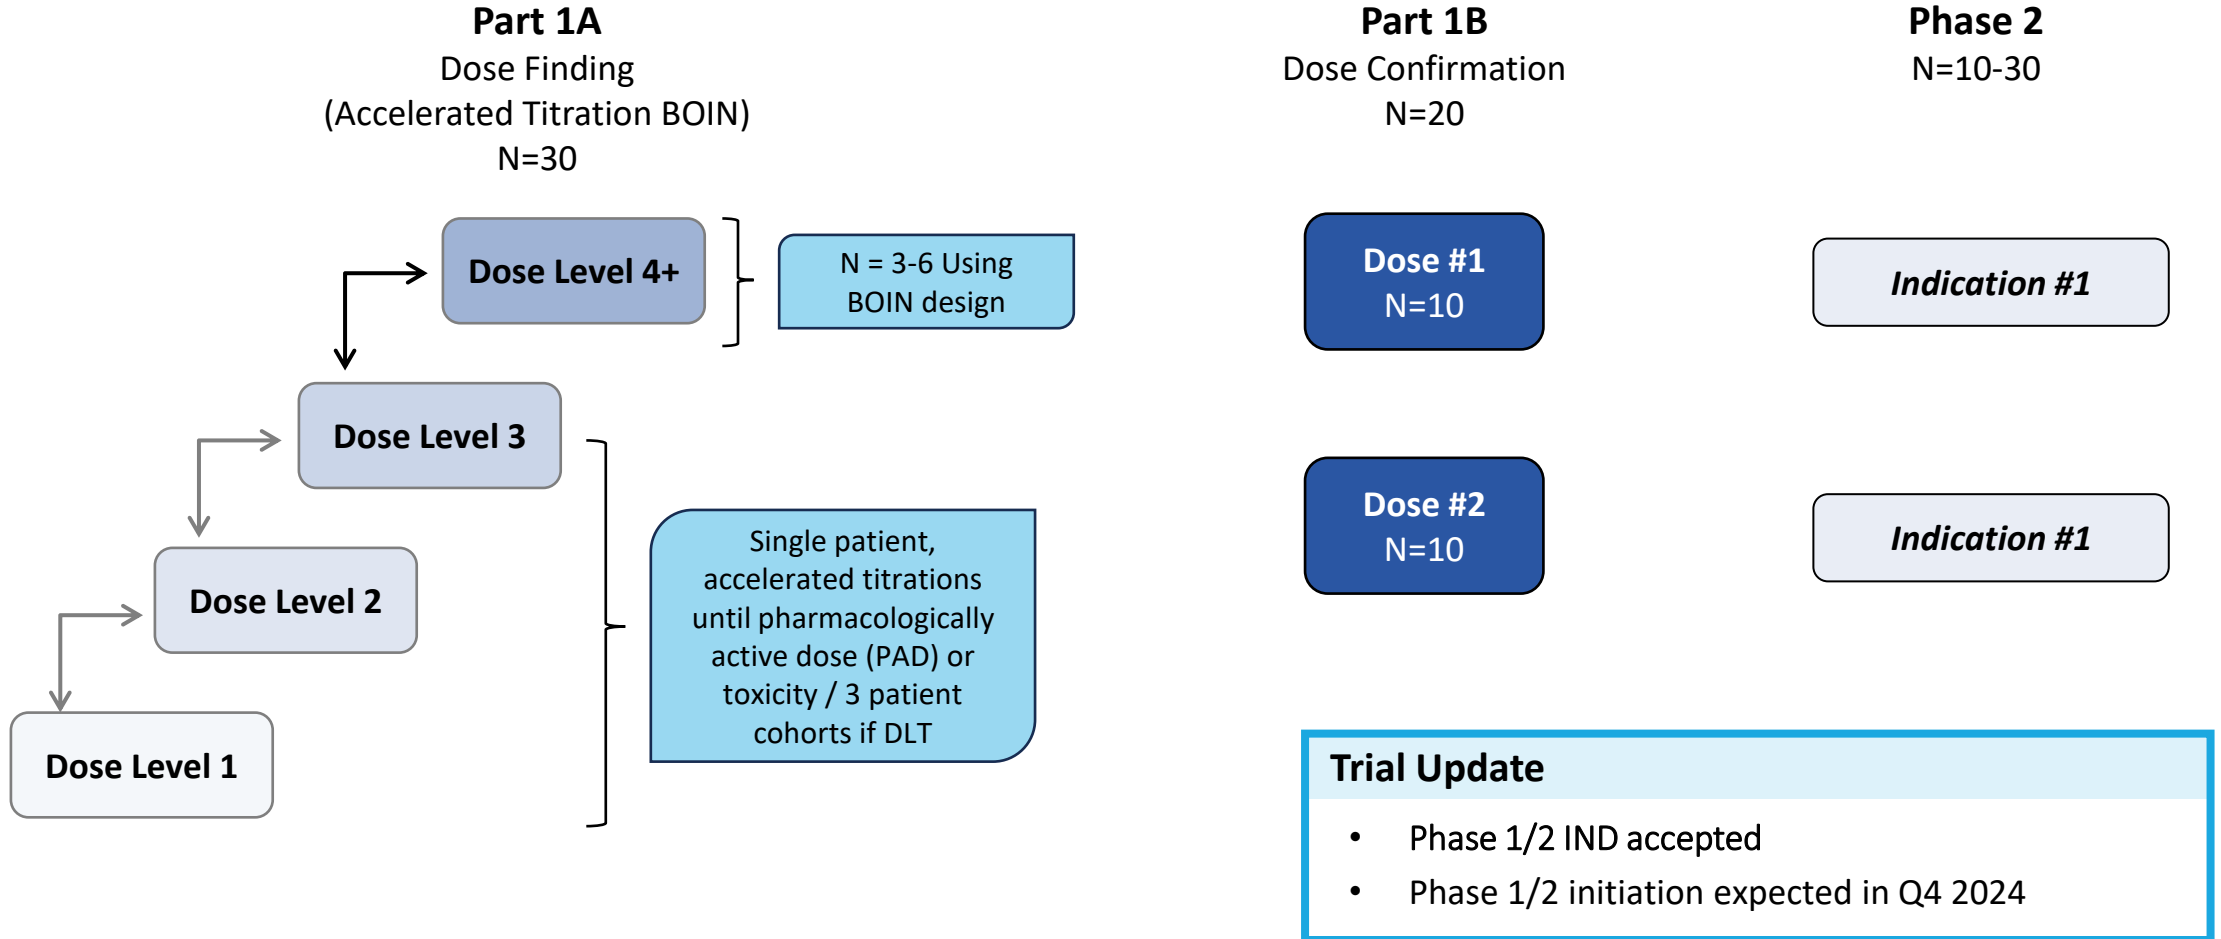 Part 1A
Dose Finding
(Accelerated Titration BOIN)
N=30
Dose Level 4+
N = 3-6 Using
BOIN design
Dose Level 3
Dose Level 2
Dose Level 1
Single patient,
accelerated titrations
until pharmacologically
active dose (PAD) or
toxicity / 3 patient
cohorts if DLT
Part 1B
Dose Confirmation
N=20
Dose #1
N=10
Dose #2
N=10
Phase 2
N=10-30
Indication #1
Indication #1
Trial Update
• Phase 1/2 IND accepted
• Phase 1/2 initiation expected in Q4 2024